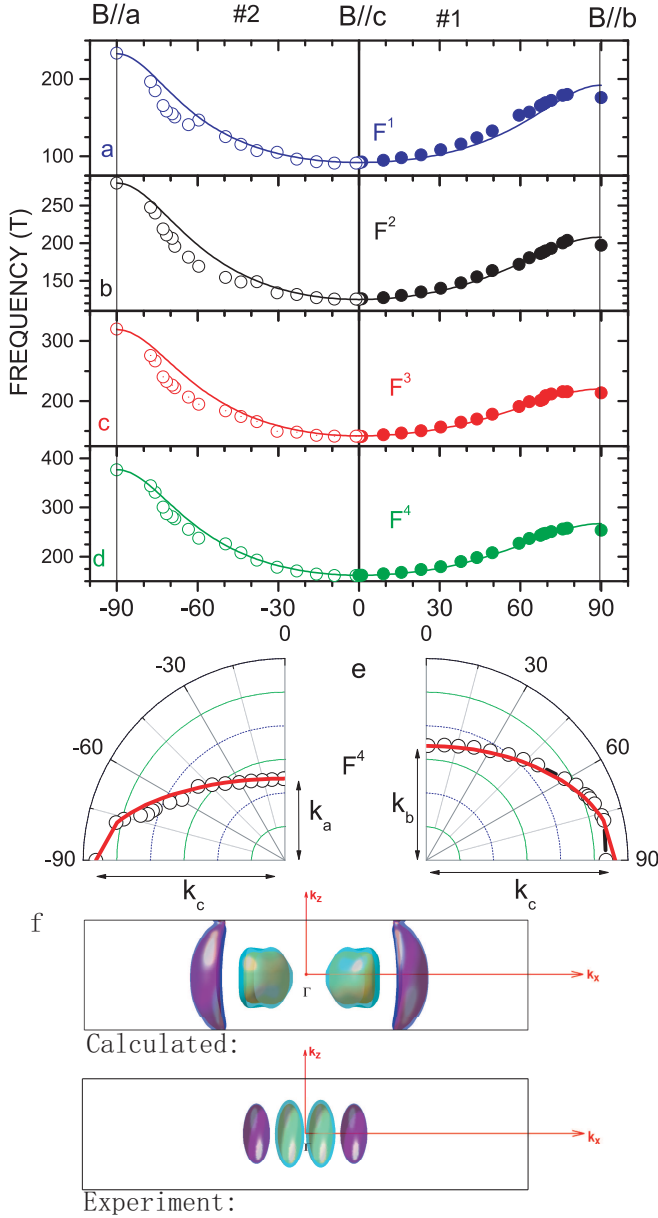 B//a #2 B//c #1 B//b
FREQUENCY (T)
200
100
a
F¹
250
200
150
b
F²
300
200
c
F³
400
300
200
d
F⁴
-90 -60 -30 0 30 60 90
0 0
-30 e 30
-60 F⁴ 60
kₐ
k_b
-90 90
k_c k_c
f
k_z
Γ
k_x
Calculated:
k_z
Γ
k_x
Experiment: